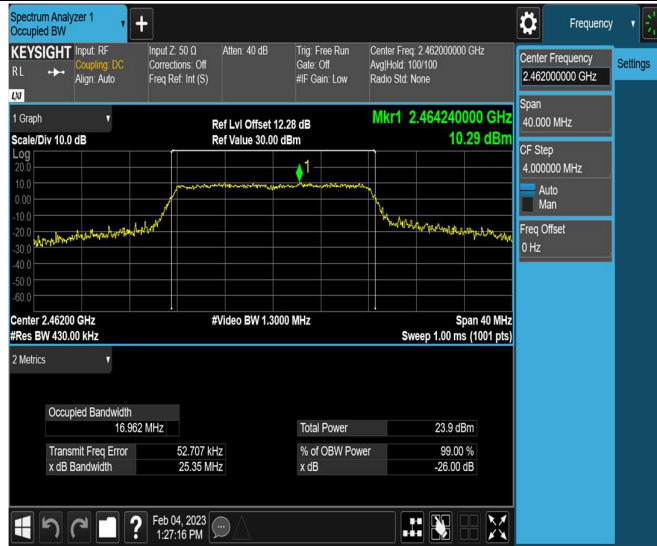 Spectrum Analyzer 1
Occupied BW
Frequency
KEYSIGHT
RL
LXI
Input: RF
Coupling: DC
Align: Auto
Input Z: 50 Ω
Corrections: Off
Freq Ref: Int (S)
Atten: 40 dB
Trig: Free Run
Gate: Off
#IF Gain: Low
Center Freq: 2.462000000 GHz
Avg|Hold: 100/100
Radio Std: None
Center Frequency
2.462000000 GHz
Settings
Span
40.000 MHz
CF Step
4.000000 MHz
Auto
Man
Freq Offset
0 Hz
1 Graph
Scale/Div 10.0 dB
Ref Lvl Offset 12.28 dB
Ref Value 30.00 dBm
Mkr1 2.464240000 GHz
10.29 dBm
Log
20.0
10.0
0.00
-10.0
-20.0
-30.0
-40.0
-50.0
-60.0
1
Center 2.46200 GHz
#Video BW 1.3000 MHz
Span 40 MHz
#Res BW 430.00 kHz
Sweep 1.00 ms (1001 pts)
2 Metrics
Occupied Bandwidth
16.962 MHz
Total Power 23.9 dBm
Transmit Freq Error 52.707 kHz
% of OBW Power 99.00 %
x dB Bandwidth 25.35 MHz
x dB -26.00 dB
Feb 04, 2023
1:27:16 PM